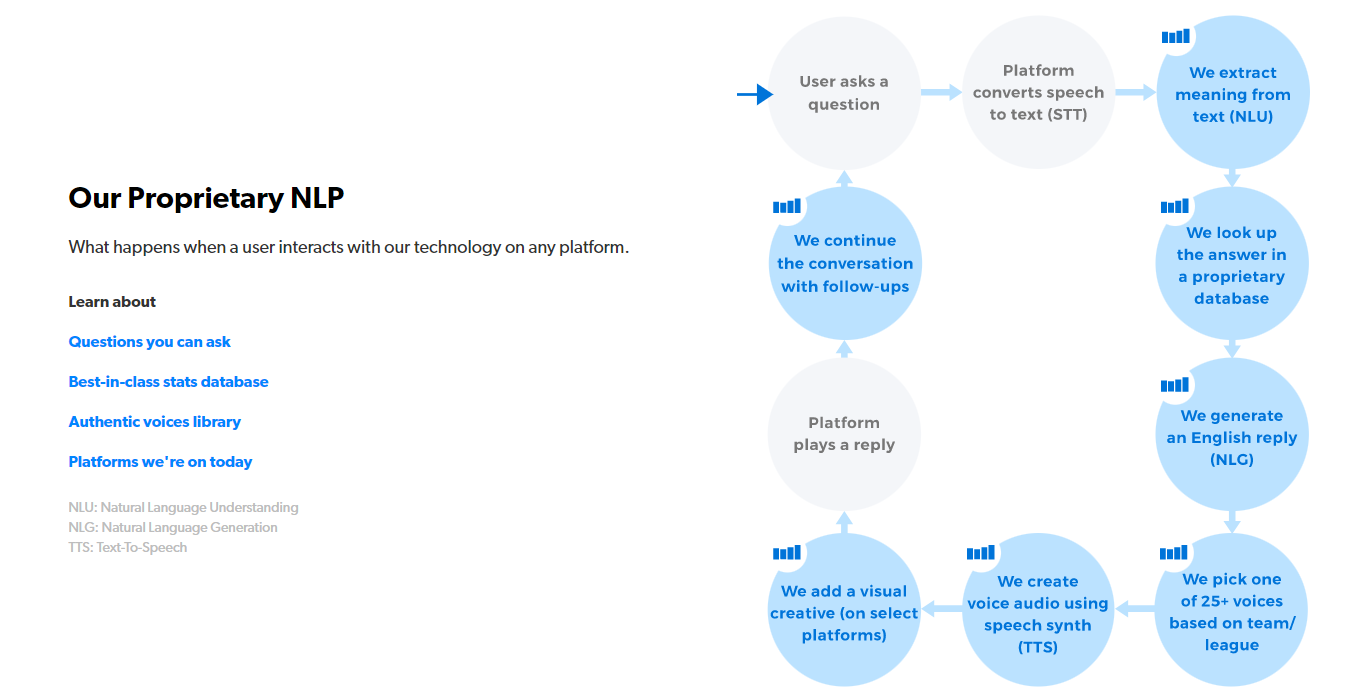 Our Proprietary NLP
What happens when a user interacts with our technology on any platform.
Learn about
Questions you can ask
Best-in-class stats database
Authentic voices library
Platforms we're on today
NLU: Natural Language Understanding
NLG: Natural Language Generation
TTS: Text-To-Speech
User asks a
question
Platform
converts speech
to text (STT)
We extract
meaning from
text (NLU)
We look up
the answer in
a proprietary
database
We generate
an English reply
(NLG)
We pick one
of 25+ voices
based on team/
league
We create
voice audio using
speech synth
(TTS)
We add a visual
creative (on select
platforms)
Platform
plays a reply
We continue
the conversation
with follow-ups